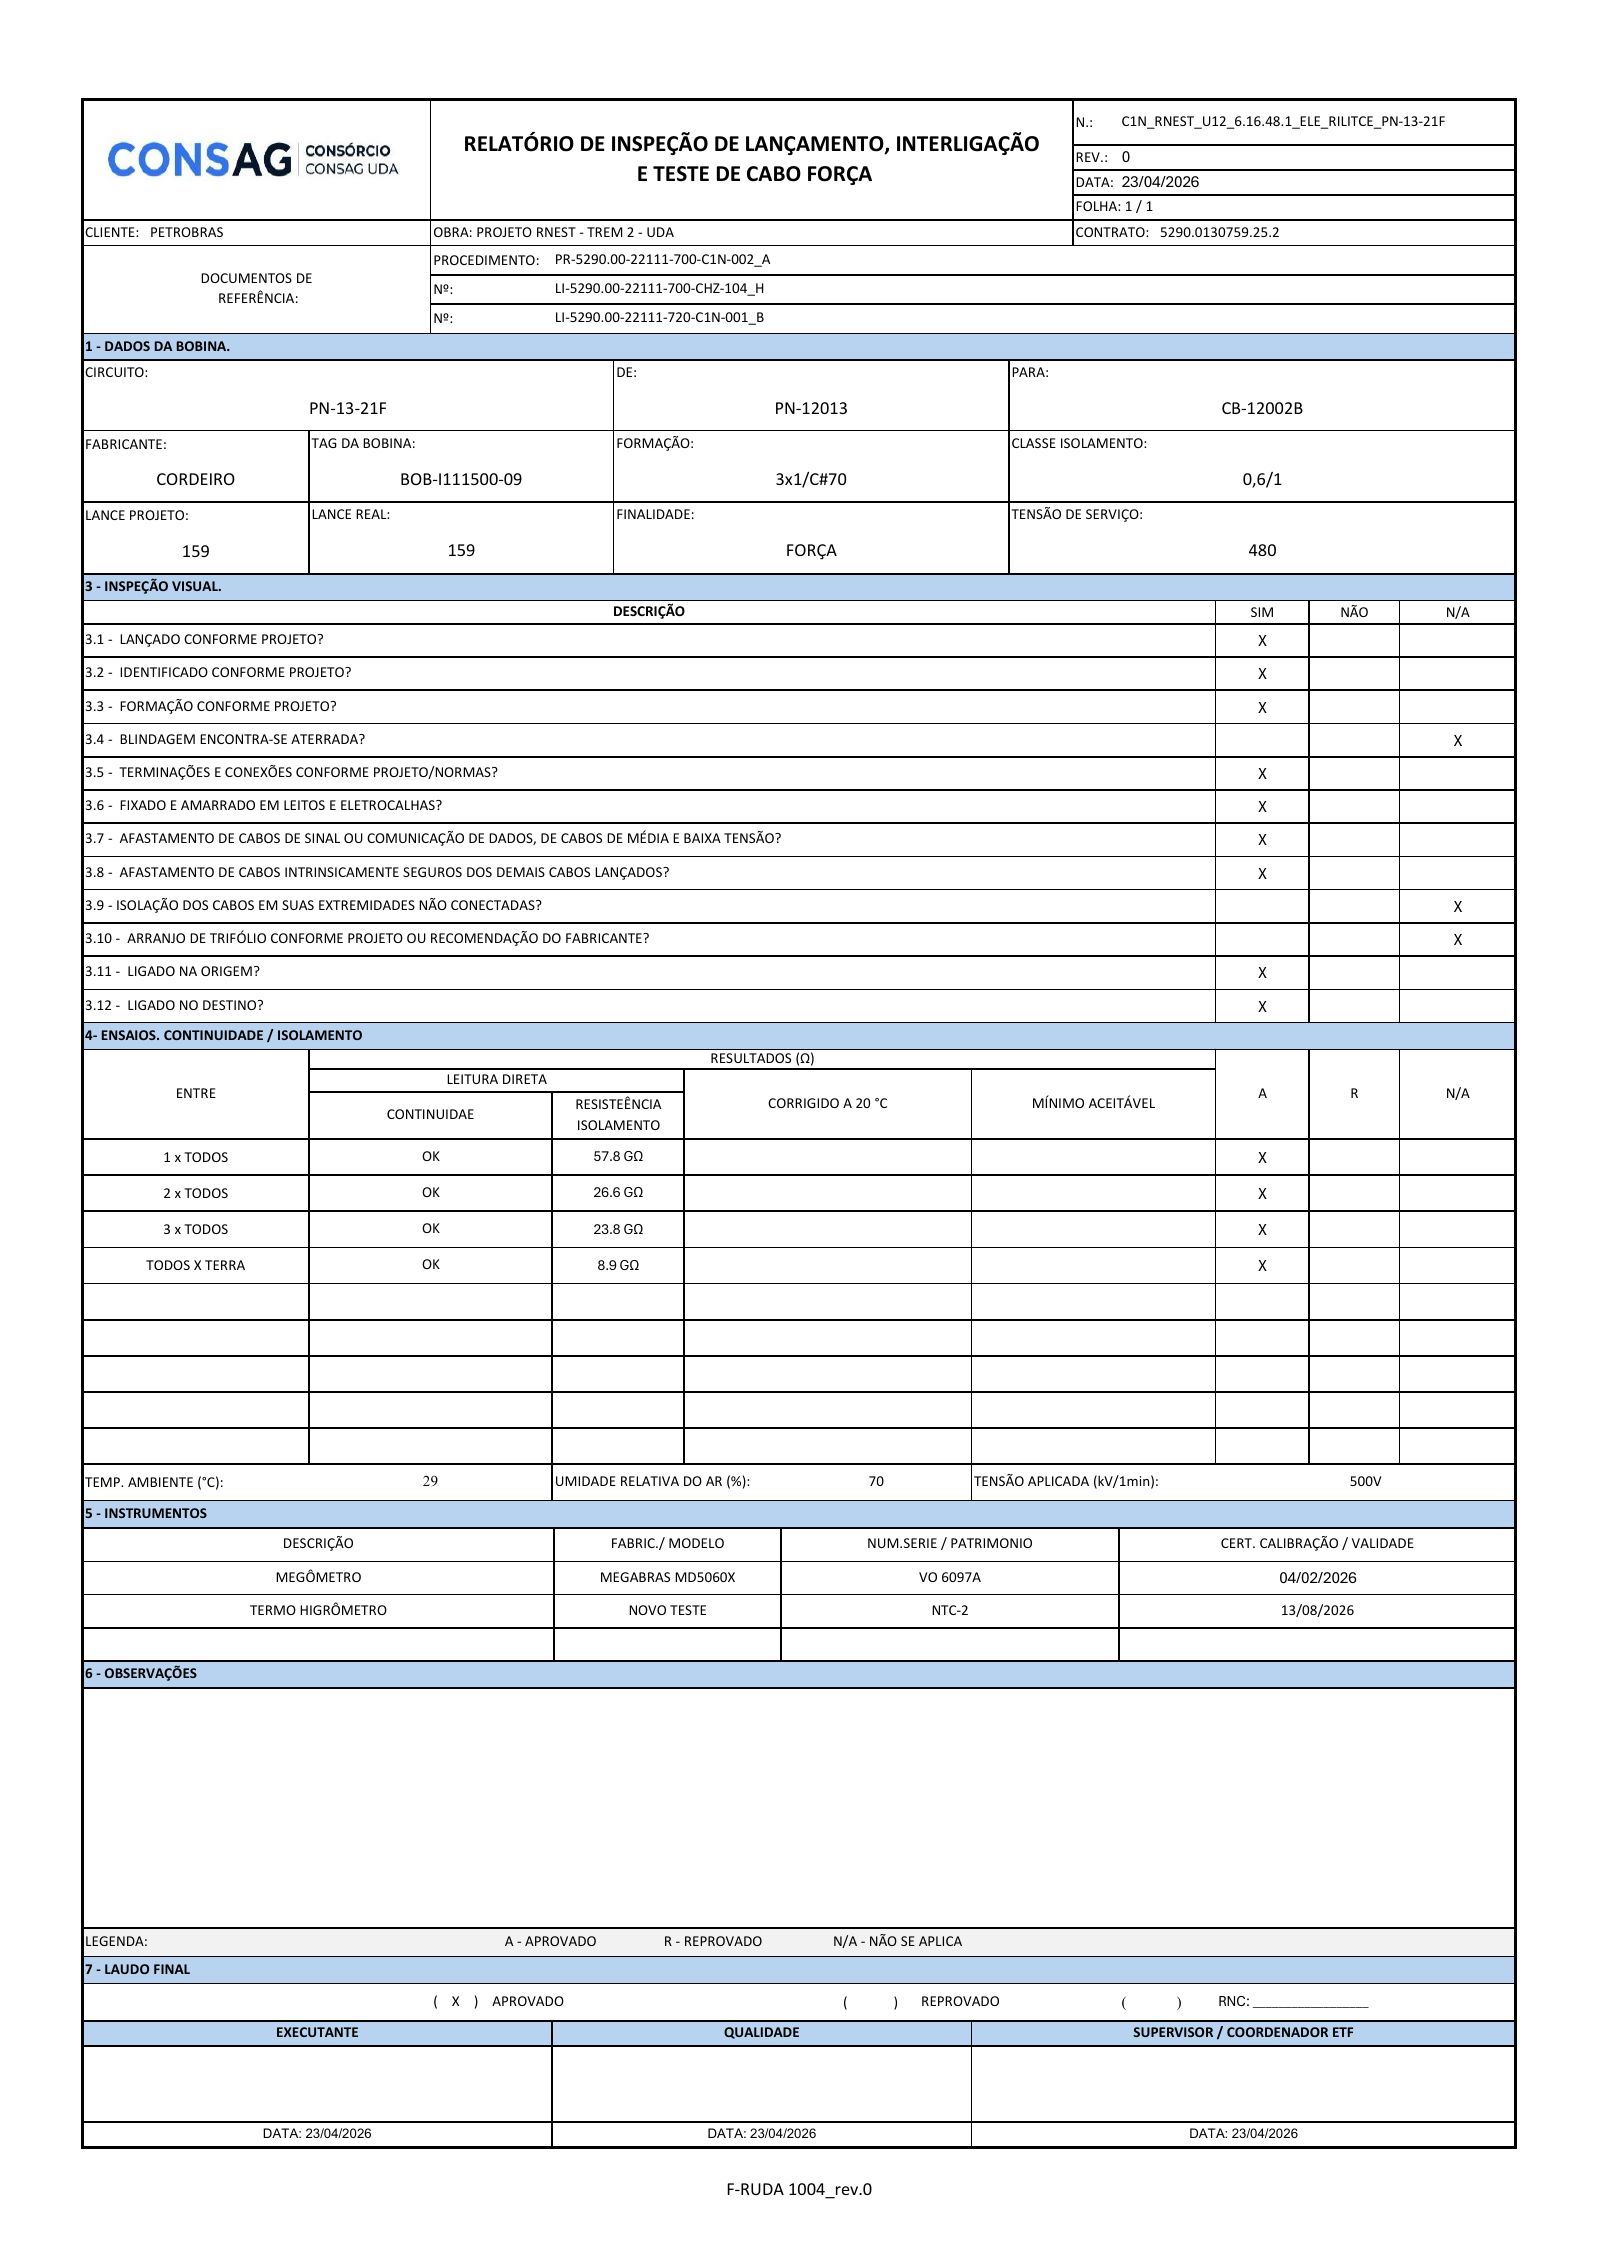 CONSAG CONSÓRCIO CONSAG UDA
RELATÓRIO DE INSPEÇÃO DE LANÇAMENTO, INTERLIGAÇÃO
E TESTE DE CABO FORÇA
N.: C1N_RNEST_U12_6.16.48.1_ELE_RILITCE_PN-13-21F
REV.: 0
DATA: 23/04/2026
FOLHA: 1 / 1
CLIENTE: PETROBRAS OBRA: PROJETO RNEST - TREM 2 - UDA CONTRATO: 5290.0130759.25.2
DOCUMENTOS DE
REFERÊNCIA:
PROCEDIMENTO: PR-5290.00-22111-700-C1N-002_A
Nº: LI-5290.00-22111-700-CHZ-104_H
Nº: LI-5290.00-22111-720-C1N-001_B
1 - DADOS DA BOBINA.
CIRCUITO: DE: PARA:
PN-13-21F PN-12013 CB-12002B
FABRICANTE: TAG DA BOBINA: FORMAÇÃO: CLASSE ISOLAMENTO:
CORDEIRO BOB-I111500-09 3x1/C#70 0,6/1
LANCE PROJETO: LANCE REAL: FINALIDADE: TENSÃO DE SERVIÇO:
159 159 FORÇA 480
3 - INSPEÇÃO VISUAL.
DESCRIÇÃO SIM NÃO N/A
3.1 - LANÇADO CONFORME PROJETO? X
3.2 - IDENTIFICADO CONFORME PROJETO? X
3.3 - FORMAÇÃO CONFORME PROJETO? X
3.4 - BLINDAGEM ENCONTRA-SE ATERRADA? X
3.5 - TERMINAÇÕES E CONEXÕES CONFORME PROJETO/NORMAS? X
3.6 - FIXADO E AMARRADO EM LEITOS E ELETROCALHAS? X
3.7 - AFASTAMENTO DE CABOS DE SINAL OU COMUNICAÇÃO DE DADOS, DE CABOS DE MÉDIA E BAIXA TENSÃO? X
3.8 - AFASTAMENTO DE CABOS INTRINSICAMENTE SEGUROS DOS DEMAIS CABOS LANÇADOS? X
3.9 - ISOLAÇÃO DOS CABOS EM SUAS EXTREMIDADES NÃO CONECTADAS? X
3.10 - ARRANJO DE TRIFÓLIO CONFORME PROJETO OU RECOMENDAÇÃO DO FABRICANTE? X
3.11 - LIGADO NA ORIGEM? X
3.12 - LIGADO NO DESTINO? X
4- ENSAIOS. CONTINUIDADE / ISOLAMENTO
ENTRE RESULTADOS (Ω) A R N/A
LEITURA DIRETA CORRIGIDO A 20 °C MÍNIMO ACEITÁVEL
CONTINUIDAE RESISTEÊNCIA
ISOLAMENTO
1 x TODOS OK 57.8 GΩ X
2 x TODOS OK 26.6 GΩ X
3 x TODOS OK 23.8 GΩ X
TODOS X TERRA OK 8.9 GΩ X
TEMP. AMBIENTE (°C): 29 UMIDADE RELATIVA DO AR (%): 70 TENSÃO APLICADA (kV/1min): 500V
5 - INSTRUMENTOS
DESCRIÇÃO FABRIC./ MODELO NUM.SERIE / PATRIMONIO CERT. CALIBRAÇÃO / VALIDADE
MEGÔMETRO MEGABRAS MD5060X VO 6097A 04/02/2026
TERMO HIGRÔMETRO NOVO TESTE NTC-2 13/08/2026
6 - OBSERVAÇÕES
LEGENDA: A - APROVADO R - REPROVADO N/A - NÃO SE APLICA
7 - LAUDO FINAL
( X ) APROVADO ( ) REPROVADO ( ) RNC: _________________
EXECUTANTE QUALIDADE SUPERVISOR / COORDENADOR ETF
DATA: 23/04/2026 DATA: 23/04/2026 DATA: 23/04/2026
F-RUDA 1004_rev.0